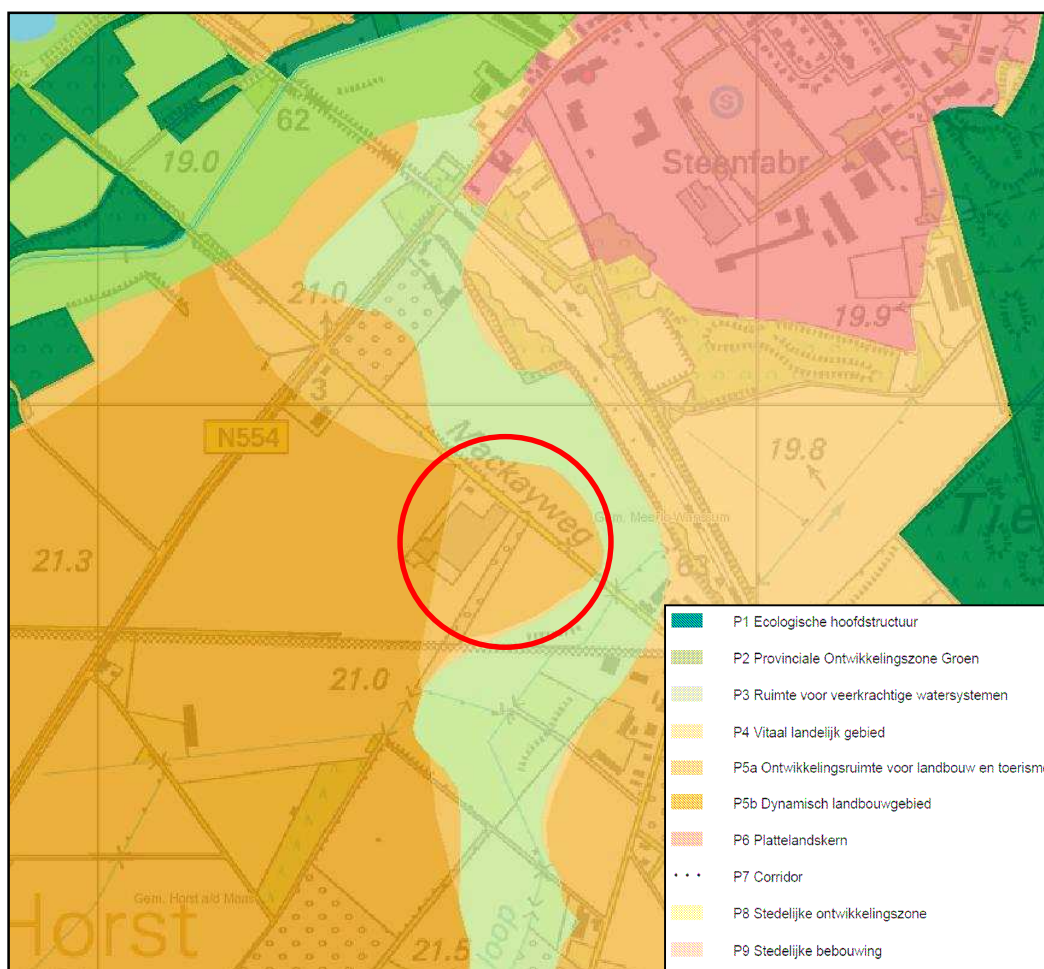 62
19.0
S
Steenfabr
21.0
19.9
3
N554
Mackayweg
19.8
Gem. Meerlo-Wanssum
Tie
21.3
63
21.0
Gem. Horst a/d Maas
Horst
21.5
loop
P1 Ecologische hoofdstructuur
P2 Provinciale Ontwikkelingszone Groen
P3 Ruimte voor veerkrachtige watersystemen
P4 Vitaal landelijk gebied
P5a Ontwikkelingsruimte voor landbouw en toerisme
P5b Dynamisch landbouwgebied
P6 Plattelandskern
P7 Corridor
P8 Stedelijke ontwikkelingszone
P9 Stedelijke bebouwing